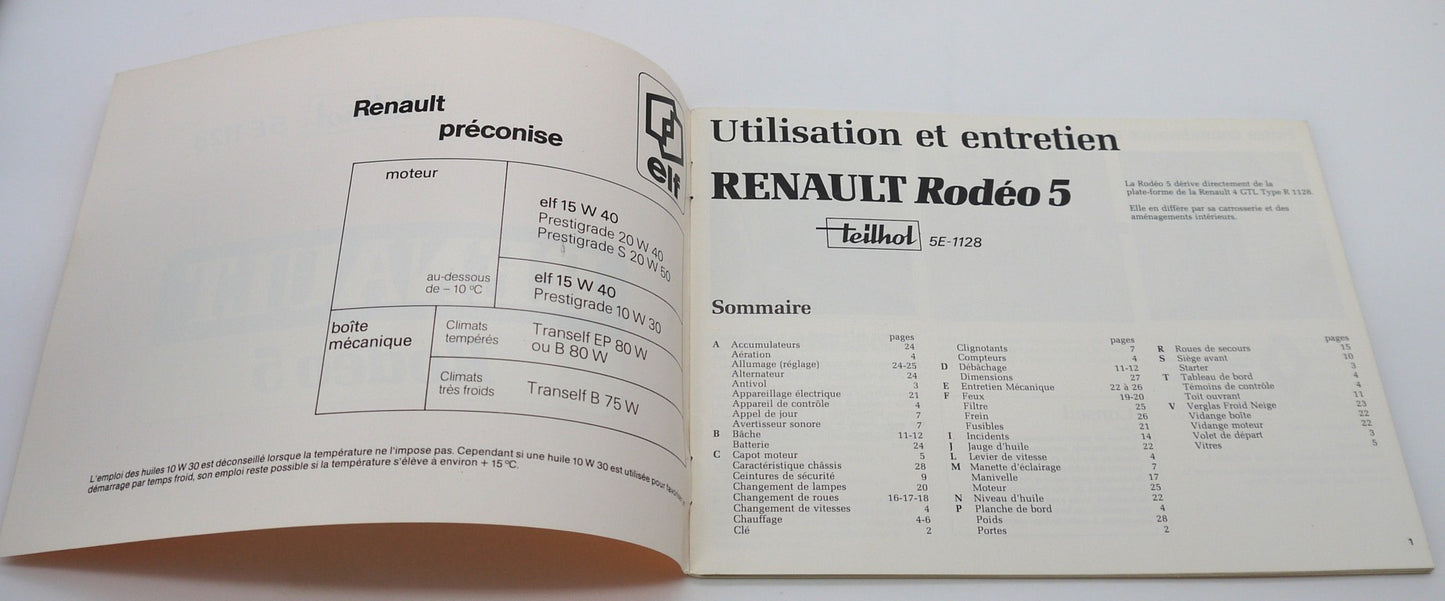 Renault
préconise
elf
moteur
elf 15 W 40
Prestigrade 20 W 40
Prestigrade S 20 W 50
au-dessous
de – 10 °C
elf 15 W 40
Prestigrade 10 W 30
boîte
mécanique
Climats
tempérés
Tranself EP 80 W
ou B 80 W
Climats
très froids
Tranself B 75 W
L'emploi des huiles 10 W 30 est déconseillé lorsque la température ne l'impose pas. Cependant si une huile 10 W 30 est utilisée pour
démarrage par temps froid, son emploi reste possible si la température s'élève à environ + 15 °C.
Utilisation et entretien
RENAULT Rodéo 5
teilhol 5E-1128
La Rodéo 5 dérive directement de la
plate-forme de la Renault 4 GTL Type R 1128.
Elle en diffère par sa carrosserie et des
aménagements intérieurs.
Sommaire
pages
A Accumulateurs 24
Aération 4
Allumage (réglage) 24-25
Alternateur 24
Antivol 3
Appareillage électrique 21
Appareil de contrôle 4
Appel de jour 7
Avertisseur sonore 7
B Bâche 11-12
Batterie 24
C Capot moteur 5
Caractéristique châssis 28
Ceintures de sécurité 9
Changement de lampes 20
Changement de roues 16-17-18
Changement de vitesses 4
Chauffage 4-6
Clé 2
pages
Clignotants 7
Compteurs 4
D Débâchage 11-12
Dimensions 27
E Entretien Mécanique 22 à 26
F Feux 19-20
Filtre 25
Frein 26
Fusibles 21
I Incidents 14
J Jauge d'huile 22
L Levier de vitesse 4
M Manette d'éclairage 7
Manivelle 17
Moteur 25
N Niveau d'huile 22
P Planche de bord 4
Poids 28
Portes 2
pages
R Roues de secours 15
S Siège avant 10
Starter 3
T Tableau de bord 4
Témoins de contrôle 4
Toit ouvrant 11
V Verglas Froid Neige 23
Vidange boîte 22
Vidange moteur 22
Volet de départ 3
Vitres 5
1